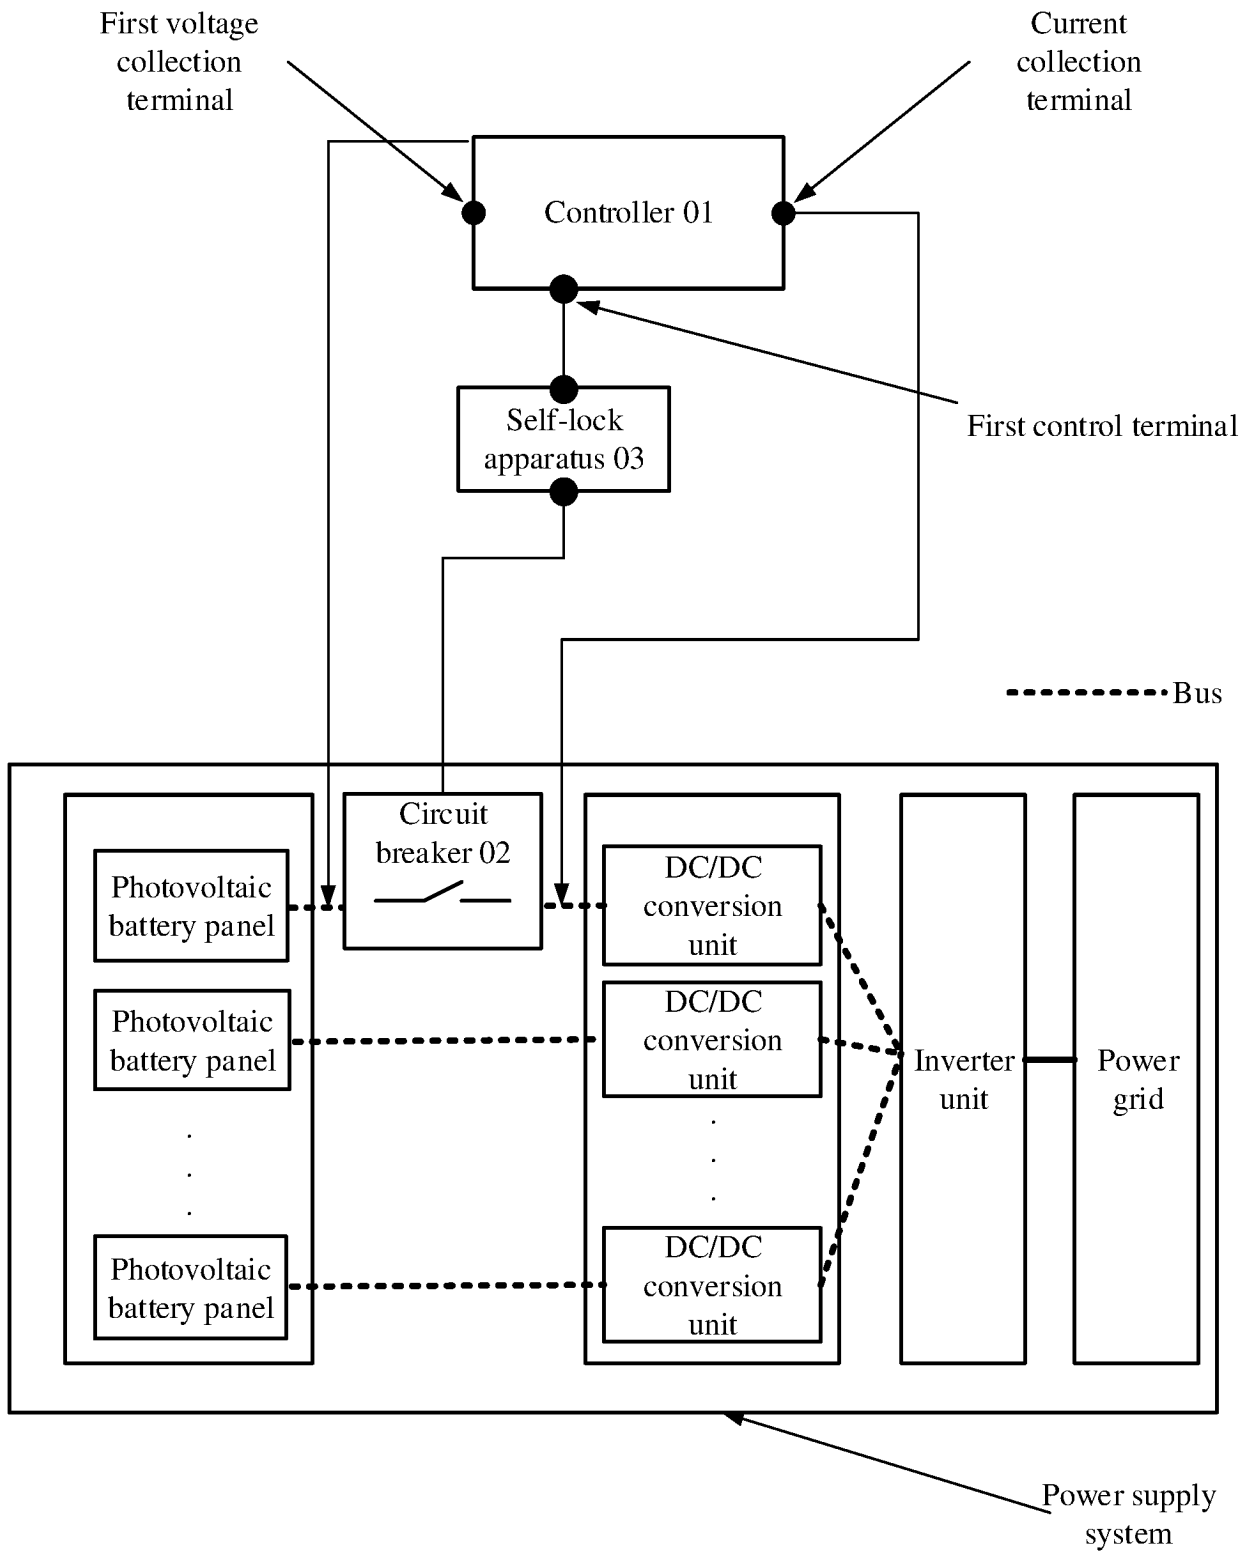 First voltage
collection
terminal
Current
collection
terminal
Controller 01
First control terminal
Self-lock
apparatus 03
Bus
Circuit
breaker 02
Photovoltaic
battery panel
DC/DC
conversion
unit
Photovoltaic
battery panel
DC/DC
conversion
unit
Inverter
unit
Power
grid
Photovoltaic
battery panel
DC/DC
conversion
unit
Power supply
system